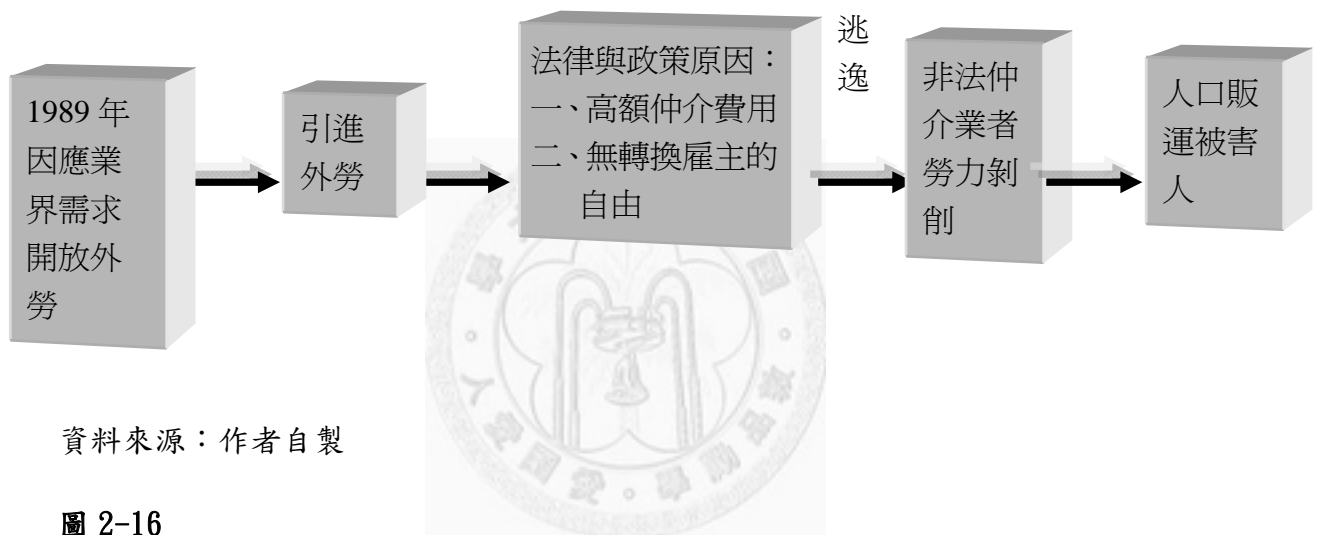 1989 年
因應業
界需求
開放外
勞
引進
外勞
法律與政策原因：
一、高額仲介費用
二、無轉換雇主的
自由
逃
逸
非法仲
介業者
勞力剝
削
人口販
運被害
人
資料來源：作者自製
圖 2-16